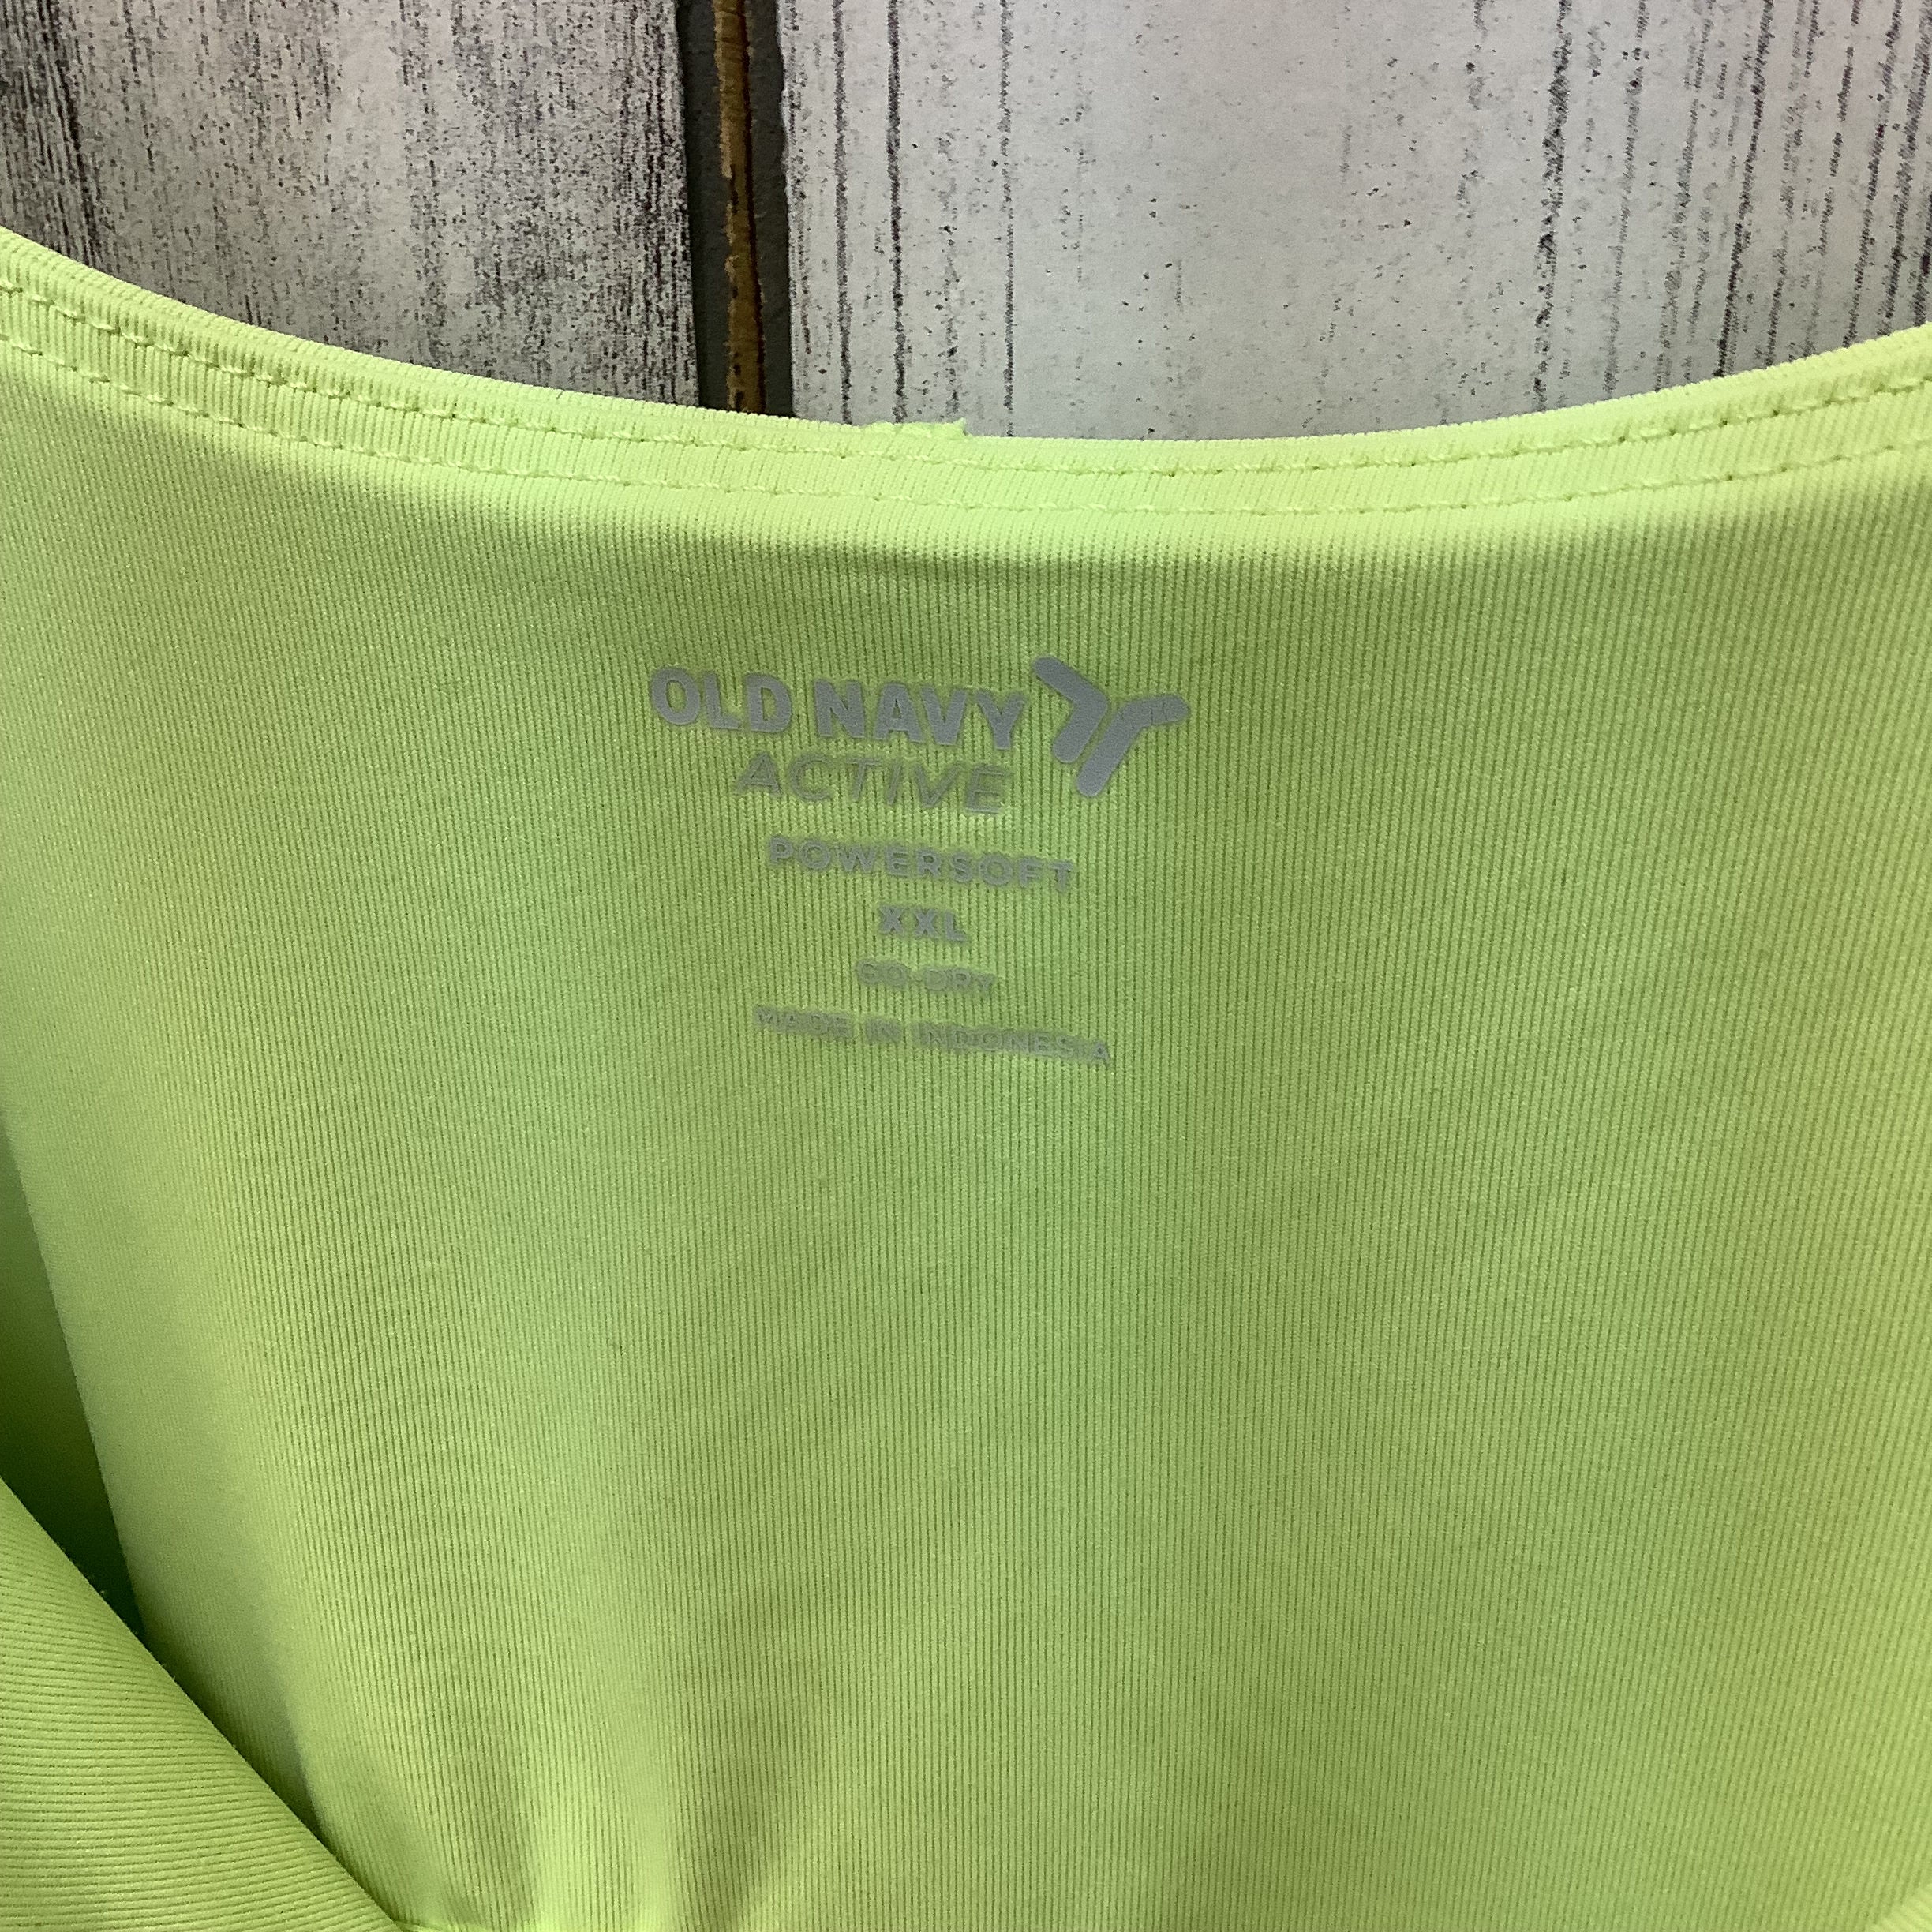 OLD NAVY
ACTIVE
POWERSOFT
XXL
GO-DRY
MADE IN INDONESIA